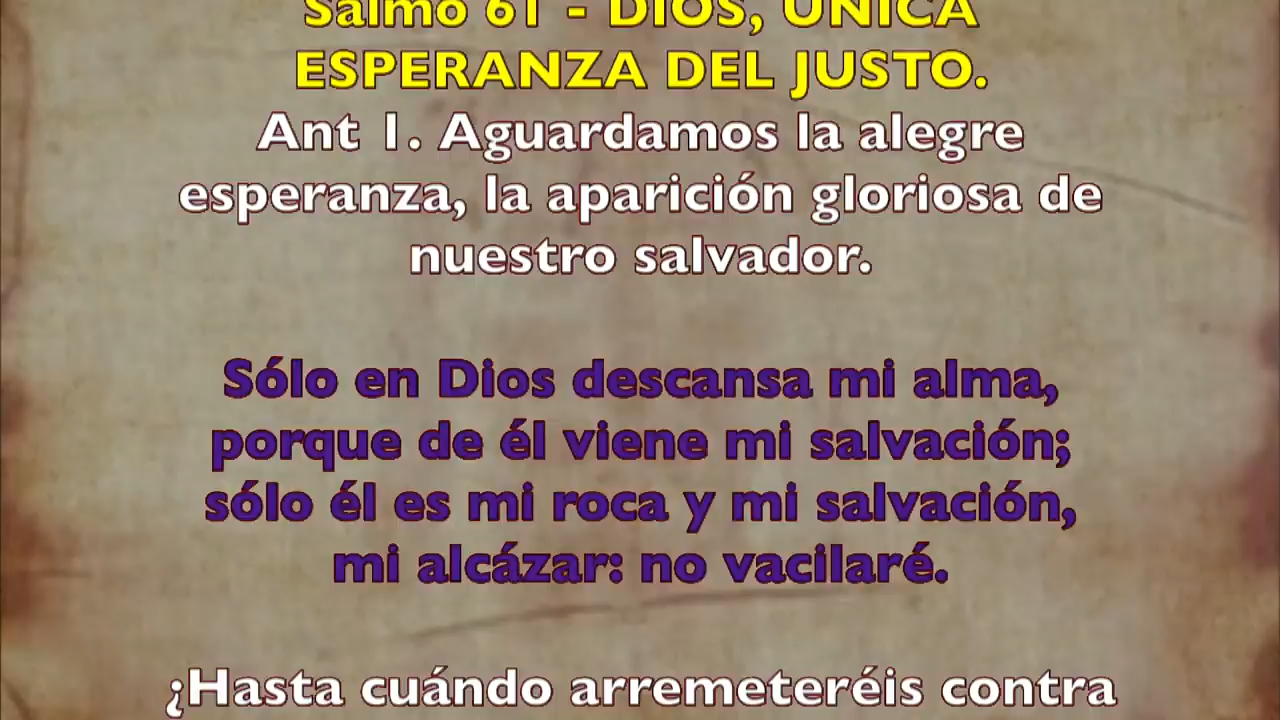 Salmo 61 - DIOS, ÚNICA
ESPERANZA DEL JUSTO.
Ant 1. Aguardamos la alegre
esperanza, la aparición gloriosa de
nuestro salvador.
Sólo en Dios descansa mi alma,
porque de él viene mi salvación;
sólo él es mi roca y mi salvación,
mi alcázar: no vacilaré.
¿Hasta cuándo arremeteréis contra